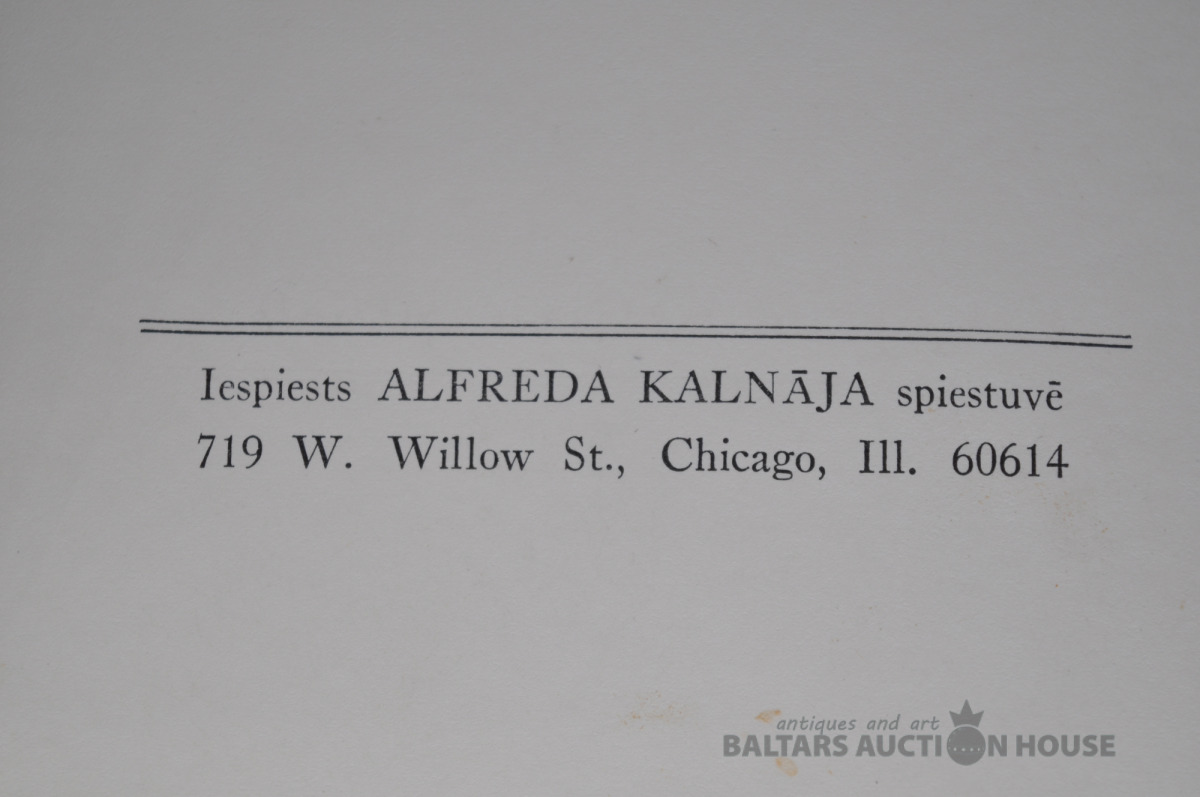 Iespiests ALFREDA KALNĀJA spiestuvē
719 W. Willow St., Chicago, Ill. 60614
antiques and art
BALTARS AUCTION HOUSE